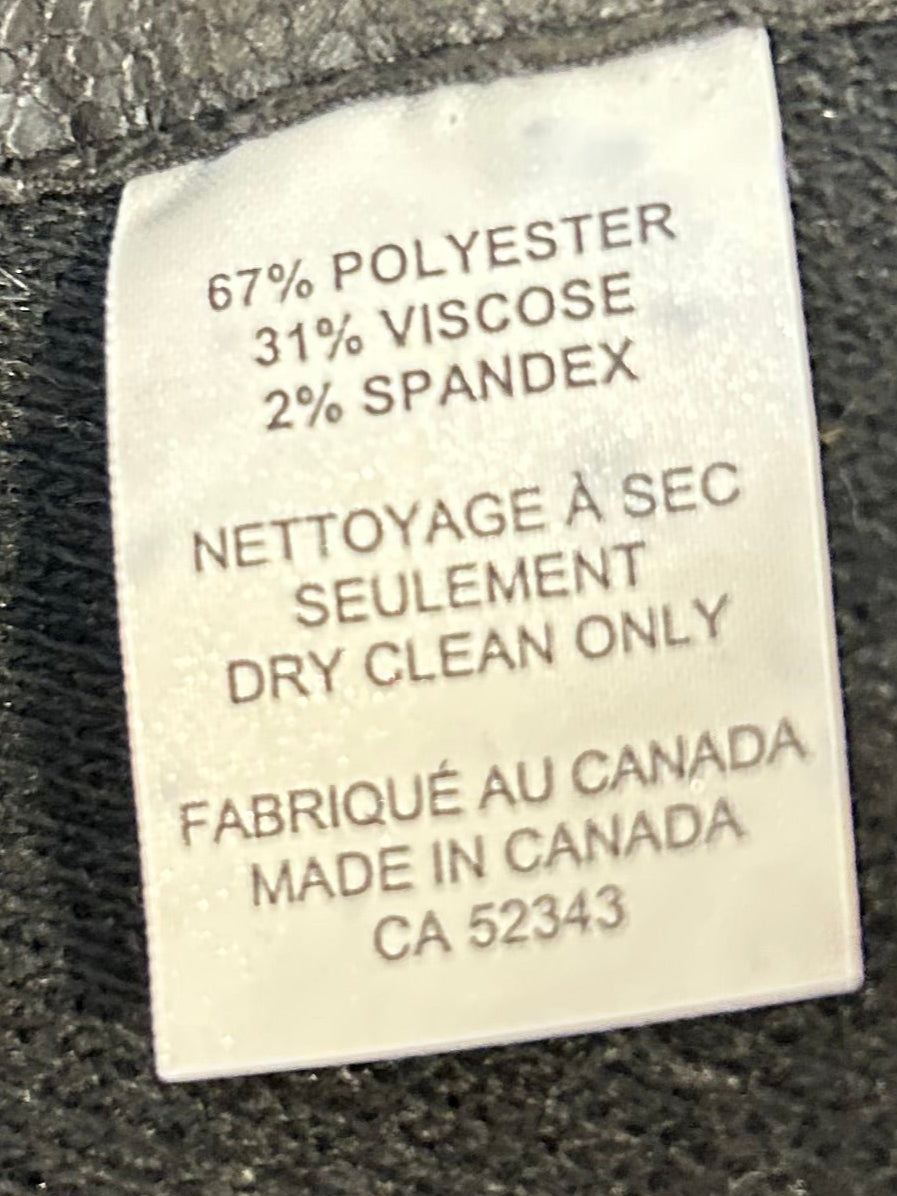 67% POLYESTER
31% VISCOSE
2% SPANDEX
NETTOYAGE À SEC
SEULEMENT
DRY CLEAN ONLY
FABRIQUÉ AU CANADA
MADE IN CANADA
CA 52343